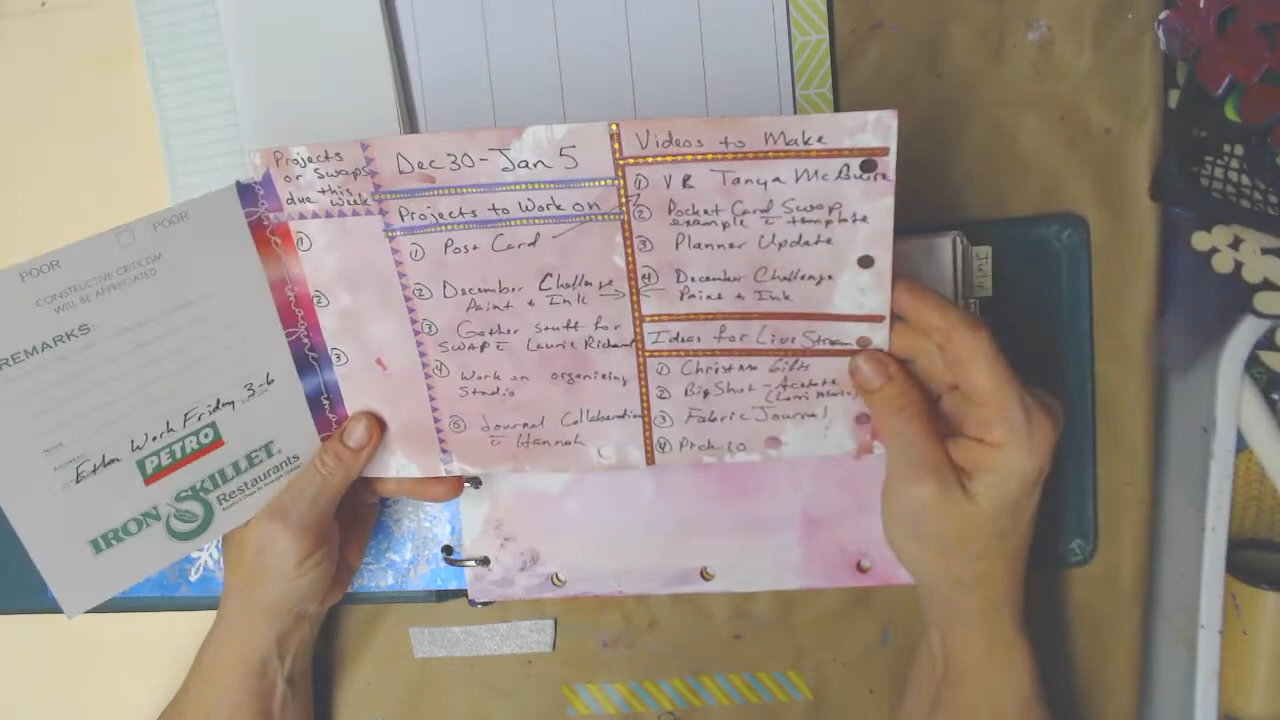 POOR
POOR
CONSTRUCTIVE CRITICISM
WILL BE APPRECIATED
REMARKS:
Work Friday 3-6
PETRO
IRON SKILLET
Restaurants
Projects
or Swaps
due this
week
①
②
③
Dec 30 - Jan 5
Projects to Work on
① Post Card
② December Challenge
Paint & Ink
③ Gather stuff for
SWAP c̄ Laurie
④ Work on organizing
Studio
⑤ Journal Collaboration
c̄ Hannah
Videos to Make
① VR Tanya McGuire
② Pocket Card Swap
example c̄ template
③ Planner Update
④ December Challenge
Paint & Ink
Ideas for Live Stream
① Christmas Gifts
② Big Shot - Acetate
③ Fabric Journal
④ Pick 10
imagine
imagine